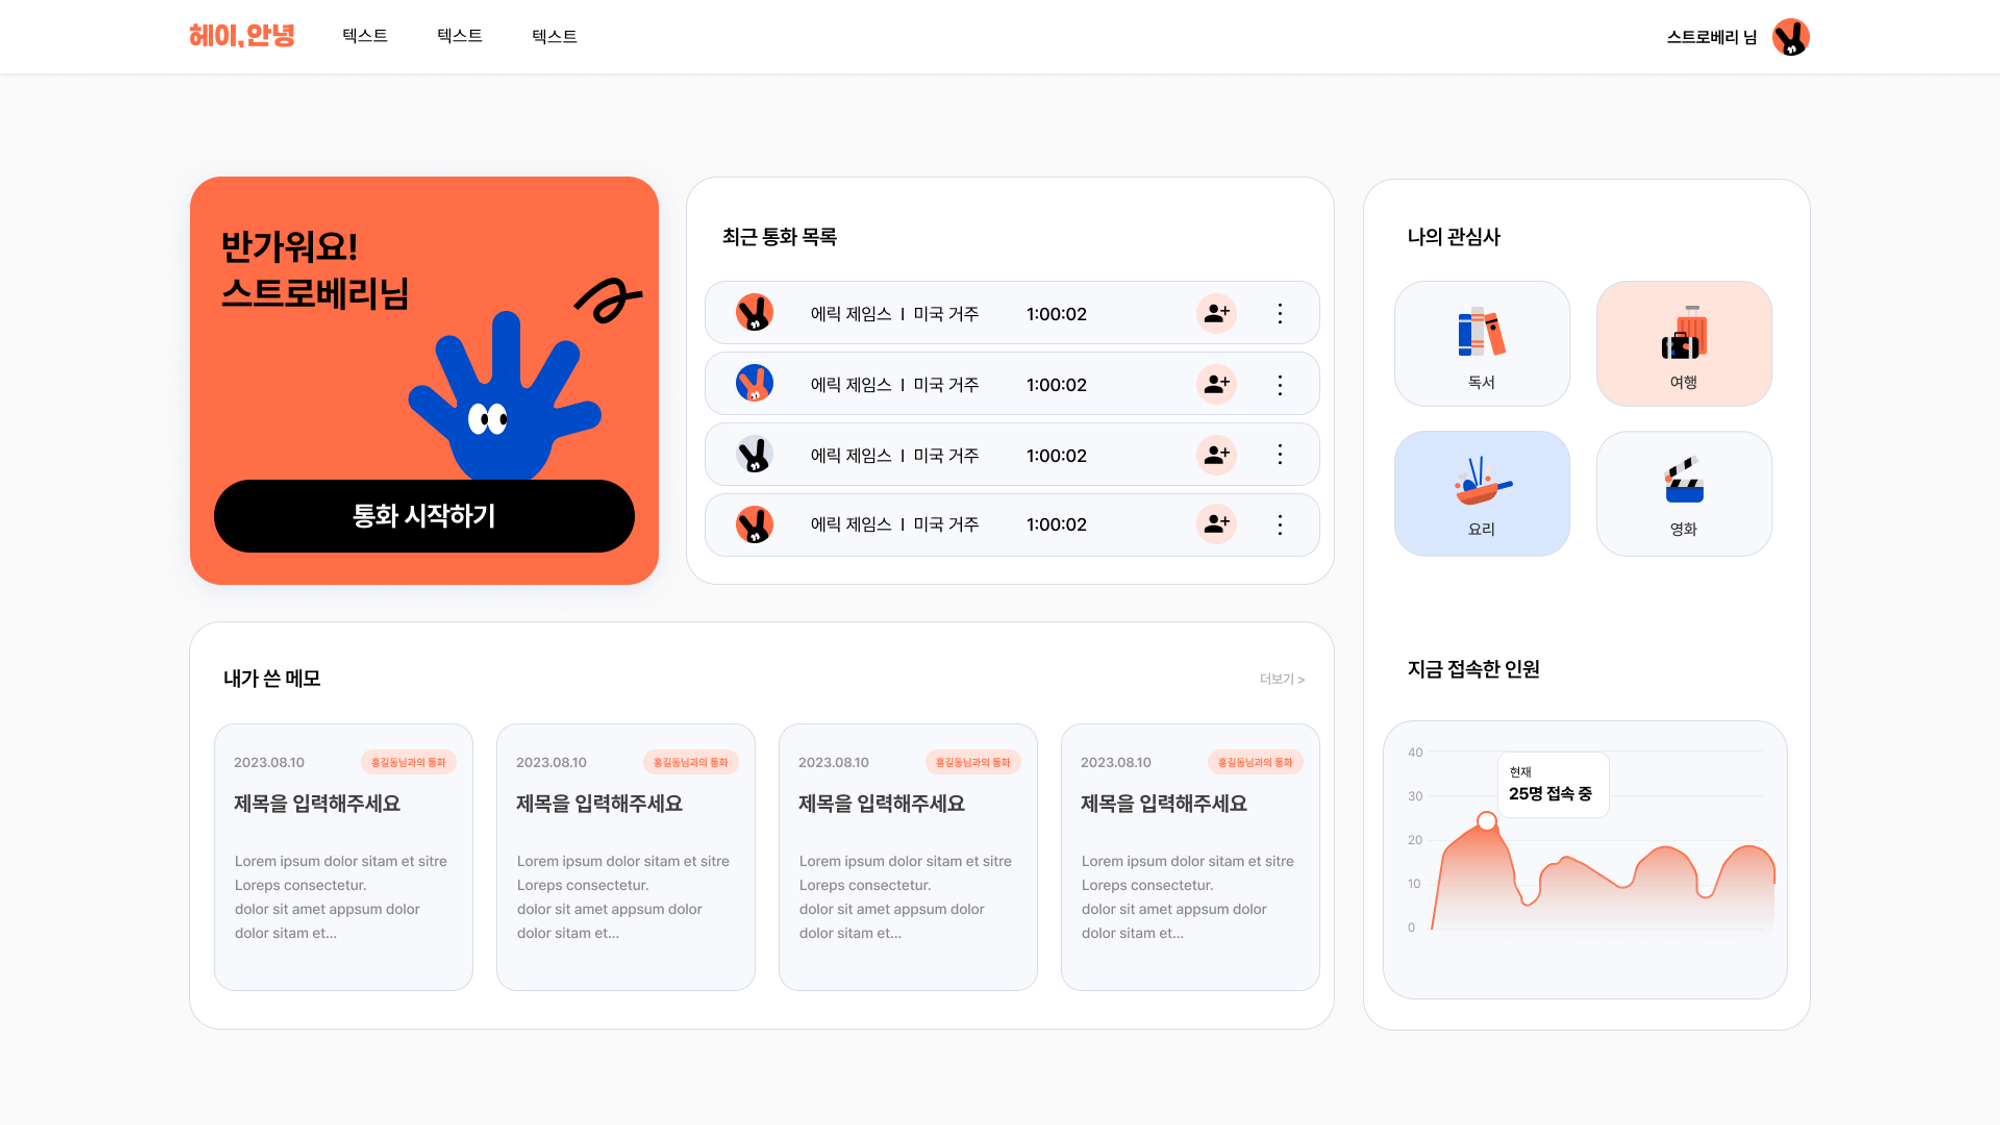 헤이,안녕
텍스트
텍스트
텍스트
스트로베리 님
반가워요!
스트로베리님
통화 시작하기
최근 통화 목록
에릭 제임스 I 미국 거주 1:00:02
에릭 제임스 I 미국 거주 1:00:02
에릭 제임스 I 미국 거주 1:00:02
에릭 제임스 I 미국 거주 1:00:02
나의 관심사
독서
여행
요리
영화
내가 쓴 메모
더보기 >
2023.08.10 홍길동님과의 통화
제목을 입력해주세요
Lorem ipsum dolor sitam et sitre
Loreps consectetur.
dolor sit amet appsum dolor
dolor sitam et...
2023.08.10 홍길동님과의 통화
제목을 입력해주세요
Lorem ipsum dolor sitam et sitre
Loreps consectetur.
dolor sit amet appsum dolor
dolor sitam et...
2023.08.10 홍길동님과의 통화
제목을 입력해주세요
Lorem ipsum dolor sitam et sitre
Loreps consectetur.
dolor sit amet appsum dolor
dolor sitam et...
2023.08.10 홍길동님과의 통화
제목을 입력해주세요
Lorem ipsum dolor sitam et sitre
Loreps consectetur.
dolor sit amet appsum dolor
dolor sitam et...
지금 접속한 인원
40
30
20
10
0
현재
25명 접속 중